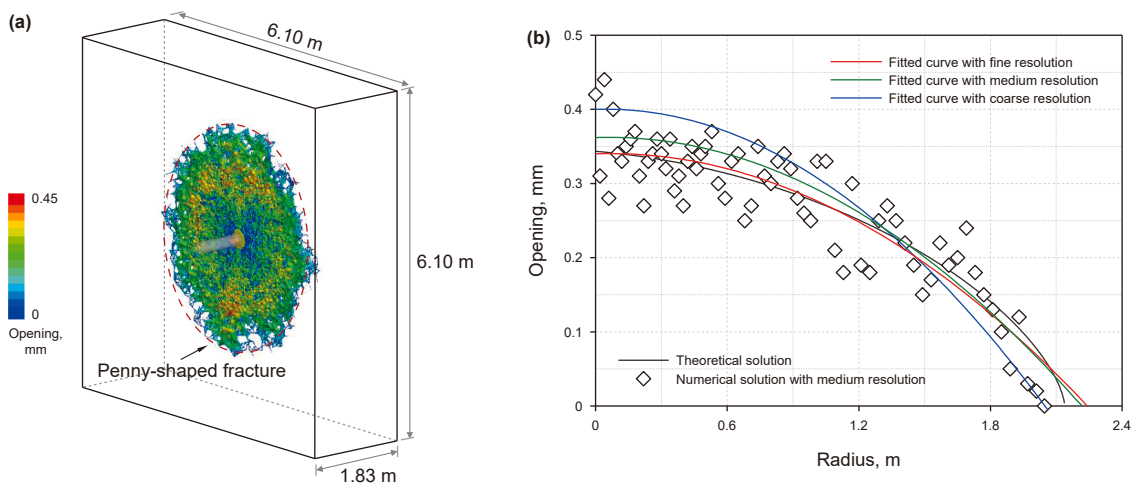 (a)
6.10 m
6.10 m
1.83 m
0.45
0
Opening,
mm
Penny-shaped fracture
(b)
0.5
0.4
0.3
0.2
0.1
0
Opening, mm
Fitted curve with fine resolution
Fitted curve with medium resolution
Fitted curve with coarse resolution
Theoretical solution
Numerical solution with medium resolution
0
0.6
1.2
1.8
2.4
Radius, m